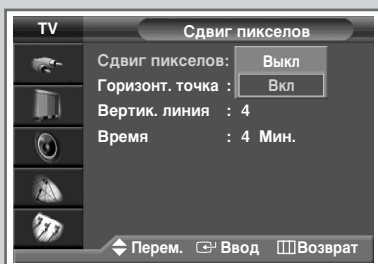 TV
Сдвиг пикселов
Сдвиг пикселов: Выкл
Горизонт. точка : Вкл
Вертик. линия : 4
Время : 4 Мин.
Перем. Ввод Возврат